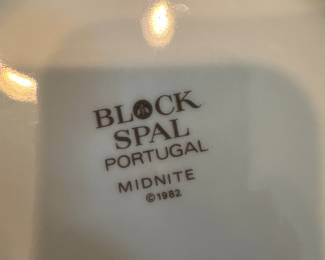 BLOCK
SPAL
PORTUGAL
MIDNITE
©1982